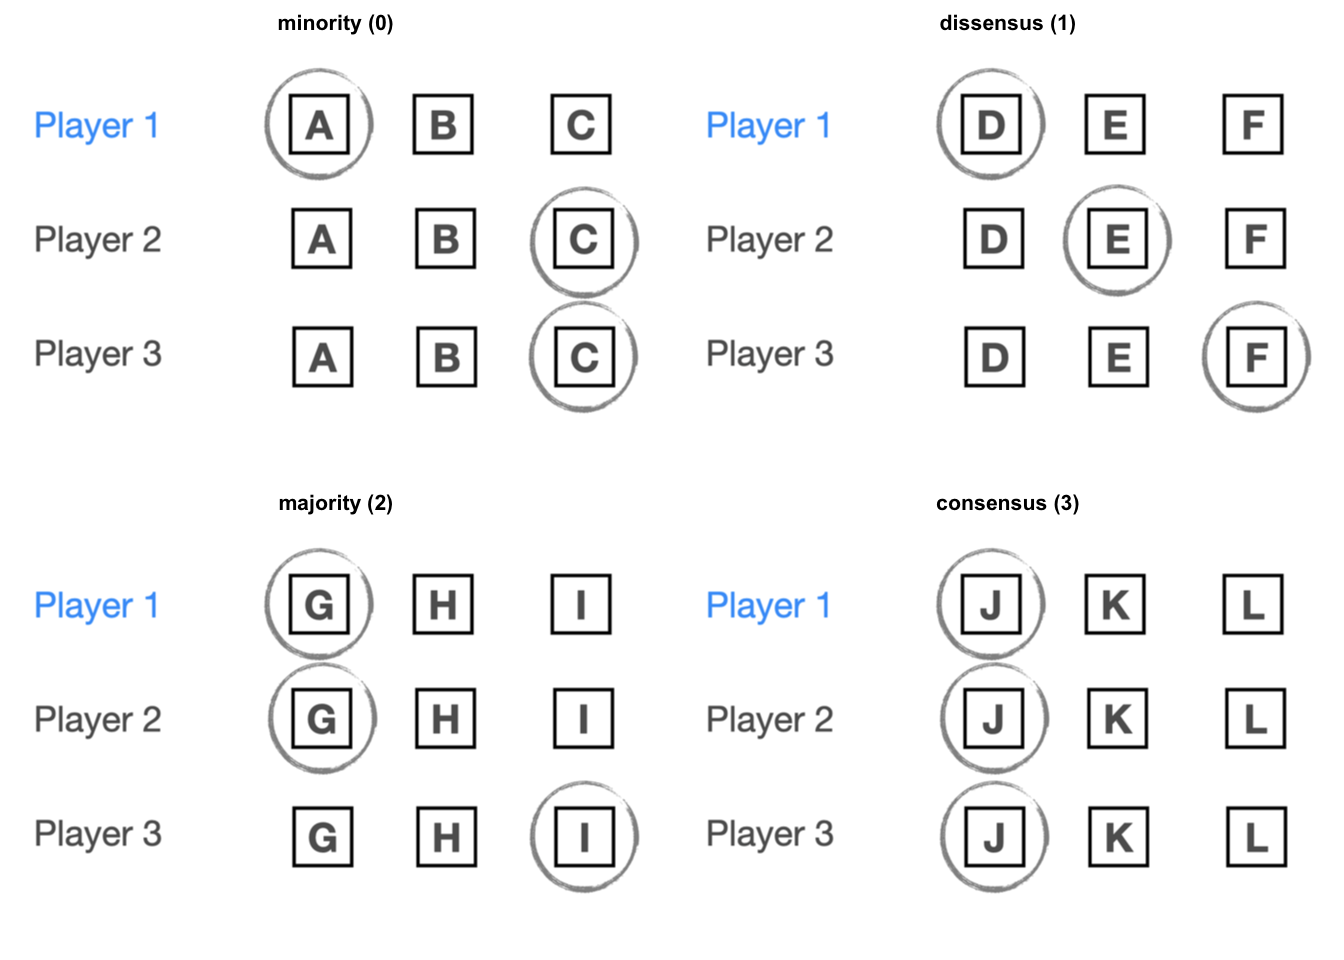 minority (0)
Player 1 A B C
Player 2 A B C
Player 3 A B C
dissensus (1)
Player 1 D E F
Player 2 D E F
Player 3 D E F
majority (2)
Player 1 G H I
Player 2 G H I
Player 3 G H I
consensus (3)
Player 1 J K L
Player 2 J K L
Player 3 J K L